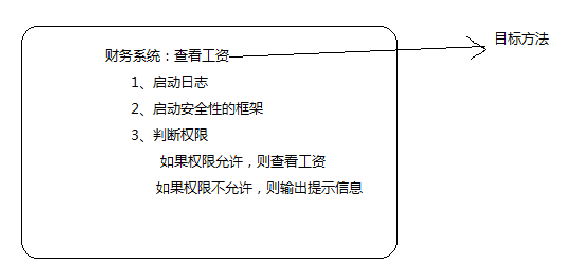 财务系统：查看工资
目标方法
1、启动日志
2、启动安全性的框架
3、判断权限
如果权限允许，则查看工资
如果权限不允许，则输出提示信息